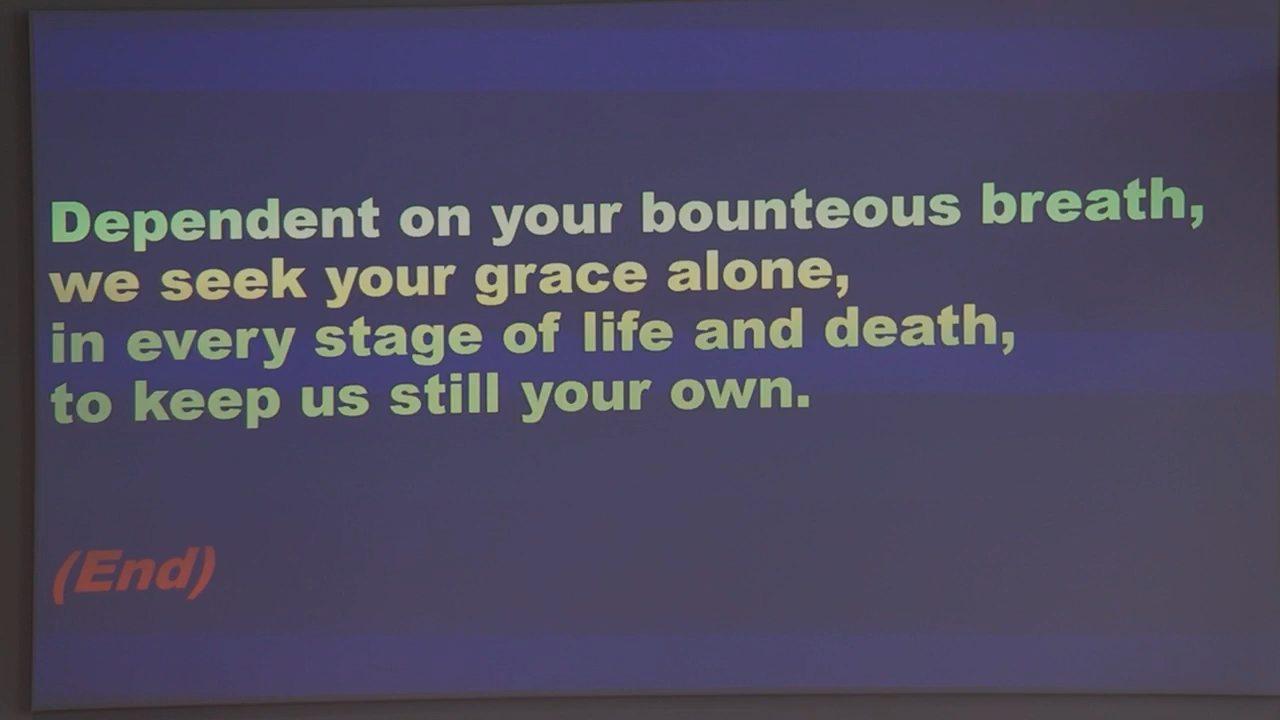 Dependent on your bounteous breath,
we seek your grace alone,
in every stage of life and death,
to keep us still your own.
(End)